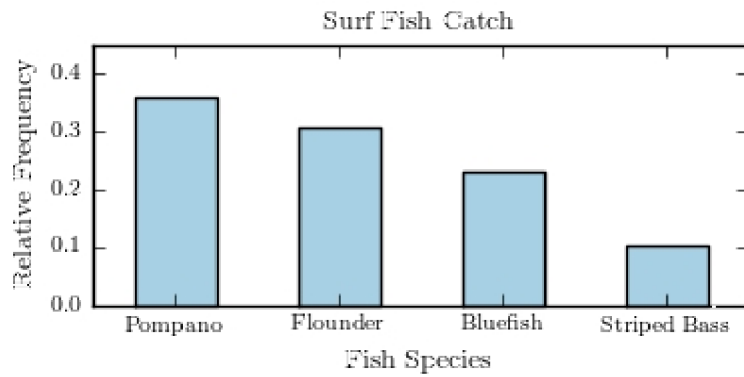 Surf Fish Catch
Relative Frequency
0.4
0.3
0.2
0.1
0.0
Pompano Flounder Bluefish Striped Bass
Fish Species